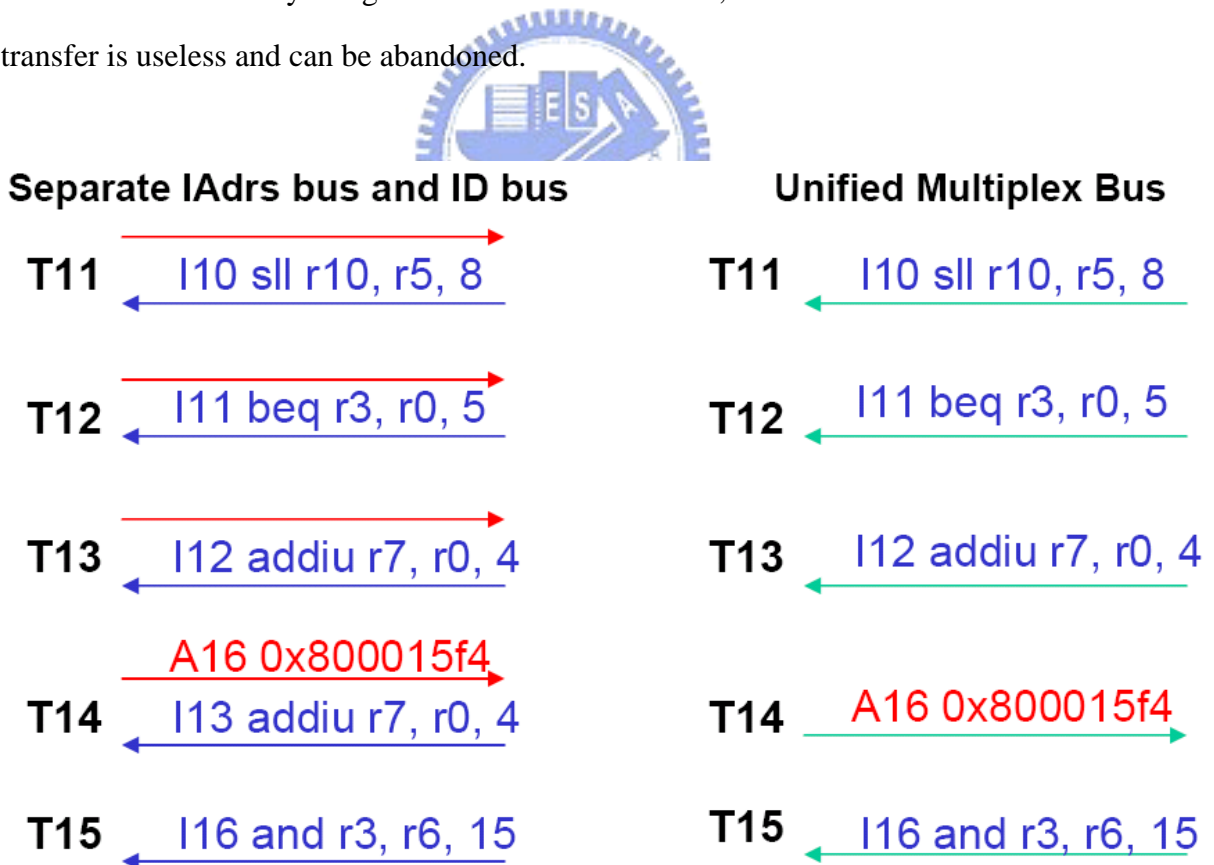 transfer is useless and can be abandoned.
ESA
Separate IAdrs bus and ID bus
Unified Multiplex Bus
T11 I10 sll r10, r5, 8
T11 I10 sll r10, r5, 8
T12 I11 beq r3, r0, 5
T12 I11 beq r3, r0, 5
T13 I12 addiu r7, r0, 4
T13 I12 addiu r7, r0, 4
A16 0x800015f4
T14 I13 addiu r7, r0, 4
T14 A16 0x800015f4
T15 I16 and r3, r6, 15
T15 I16 and r3, r6, 15